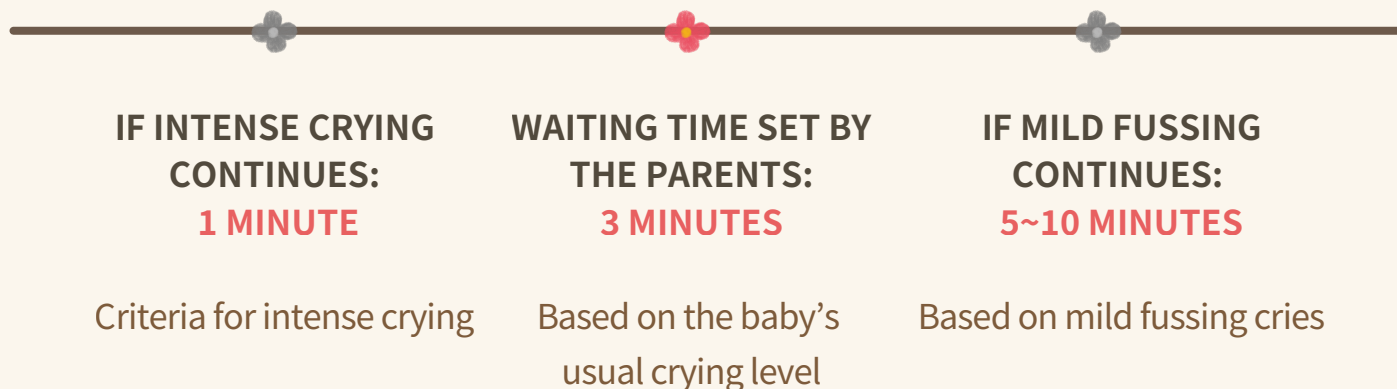 IF INTENSE CRYING
CONTINUES:
1 MINUTE
Criteria for intense crying
WAITING TIME SET BY
THE PARENTS:
3 MINUTES
Based on the baby’s
usual crying level
IF MILD FUSSING
CONTINUES:
5~10 MINUTES
Based on mild fussing cries